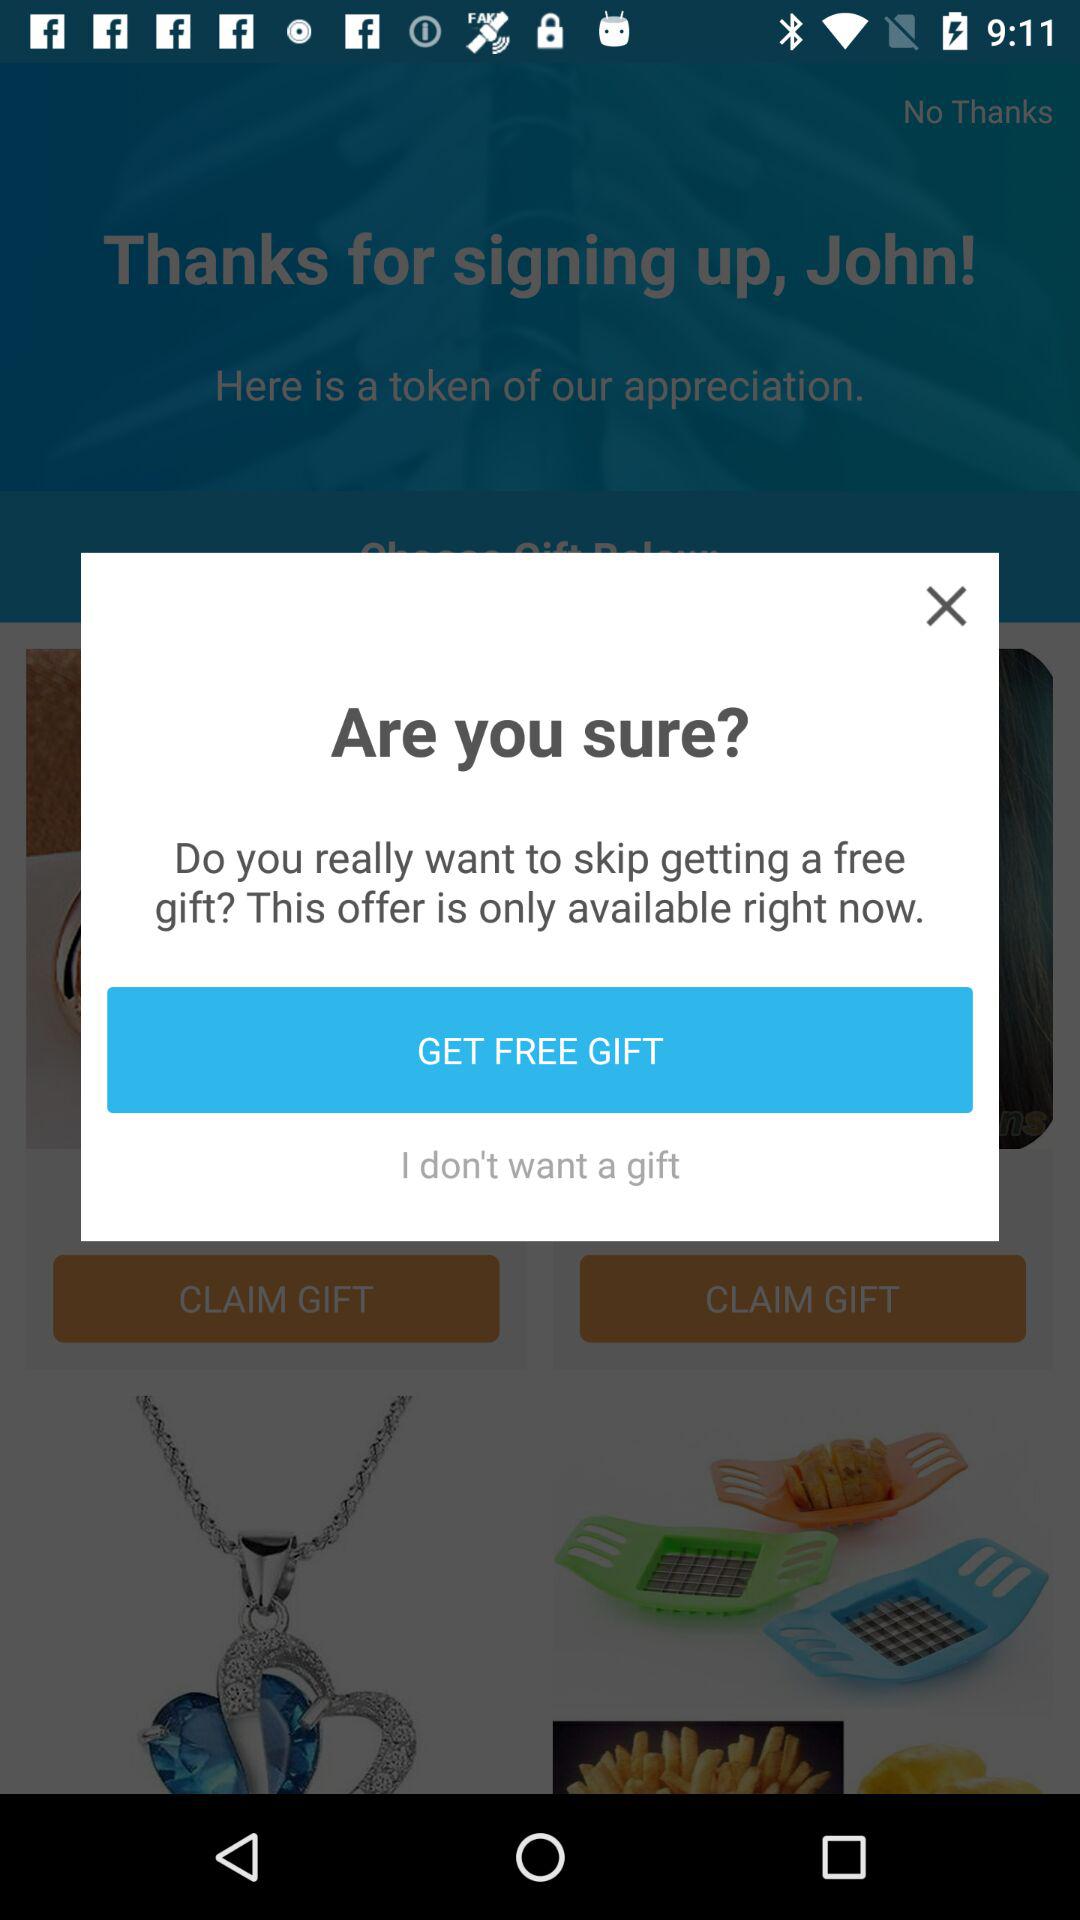 FAKE
9:11
No Thanks
Thanks for signing up, John!
Here is a token of our appreciation.
Choose Gift Below:
Are you sure?
Do you really want to skip getting a free
gift? This offer is only available right now.
GET FREE GIFT
I don't want a gift
CLAIM GIFT
CLAIM GIFT